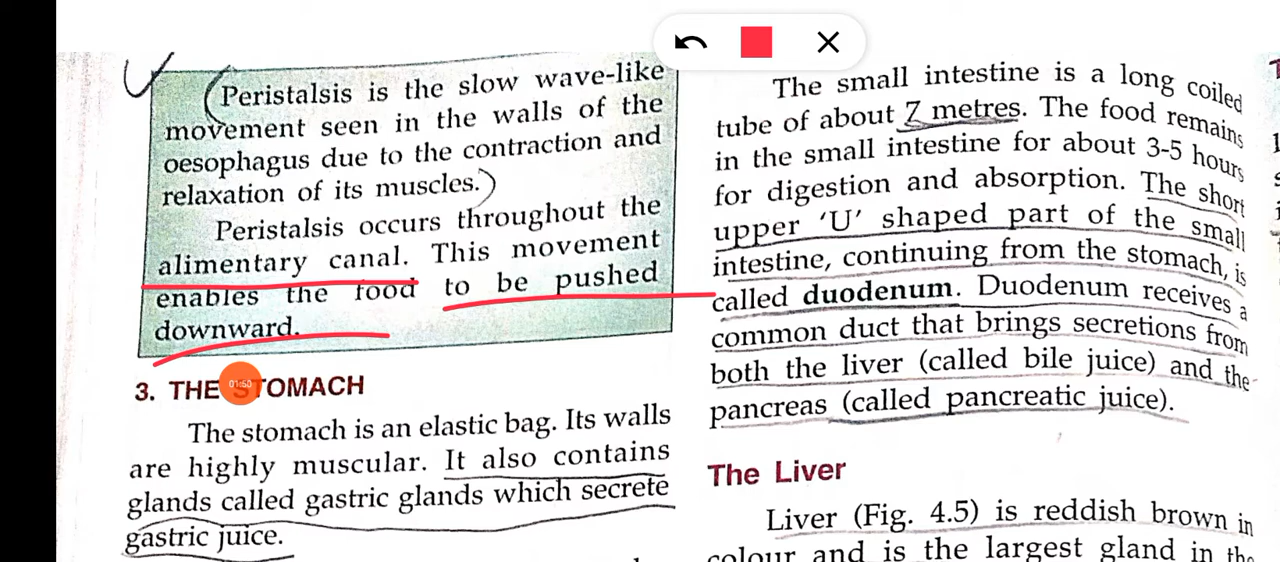 Peristalsis is the slow wave-like
movement seen in the walls of the
oesophagus due to the contraction and
relaxation of its muscles.
Peristalsis occurs throughout the
alimentary canal. This movement
enables the food to be pushed
downward.
3. THE STOMACH
01:50
The stomach is an elastic bag. Its walls
are highly muscular. It also contains
glands called gastric glands which secrete
gastric juice.
The small intestine is a long coiled
tube of about 7 metres. The food remains
in the small intestine for about 3-5 hours
for digestion and absorption. The short
upper 'U' shaped part of the small
intestine, continuing from the stomach, is
called duodenum. Duodenum receives a
common duct that brings secretions from
both the liver (called bile juice) and the
pancreas (called pancreatic juice).
The Liver
Liver (Fig. 4.5) is reddish brown in
colour and is the largest gland in the